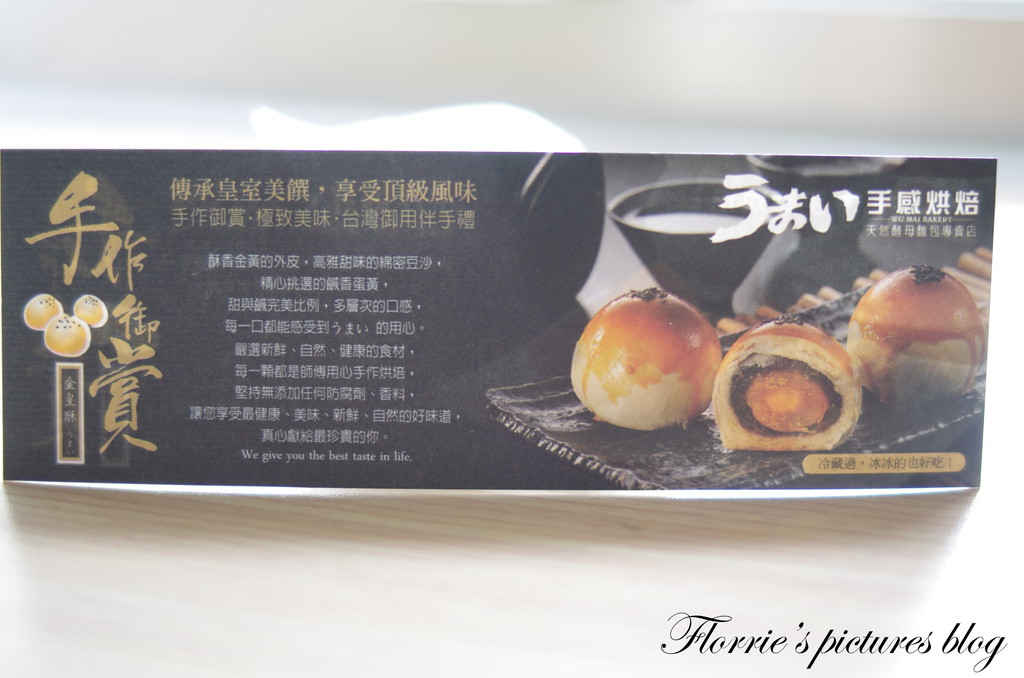 手作御賞
金皇酥
傳承皇室美饌，享受頂級風味
手作御賞·極致美味·台灣御用伴手禮
酥香金黃的外皮，高雅甜味的綿密豆沙，
精心挑選的鹹香蛋黃，
甜與鹹完美比例，多層次的口感，
每一口都能感受到うまい 的用心。
嚴選新鮮、自然、健康的食材，
每一顆都是師傅用心手作烘焙，
堅持無添加任何防腐劑、香料，
讓您享受最健康、美味、新鮮、自然的好味道，
真心獻給最珍貴的你。
We give you the best taste in life.
うまい 手感烘焙
WU MAI BAKERY
天然酵母麵包專賣店
冷藏過，冰冰的也好吃！
Florrie's pictures blog